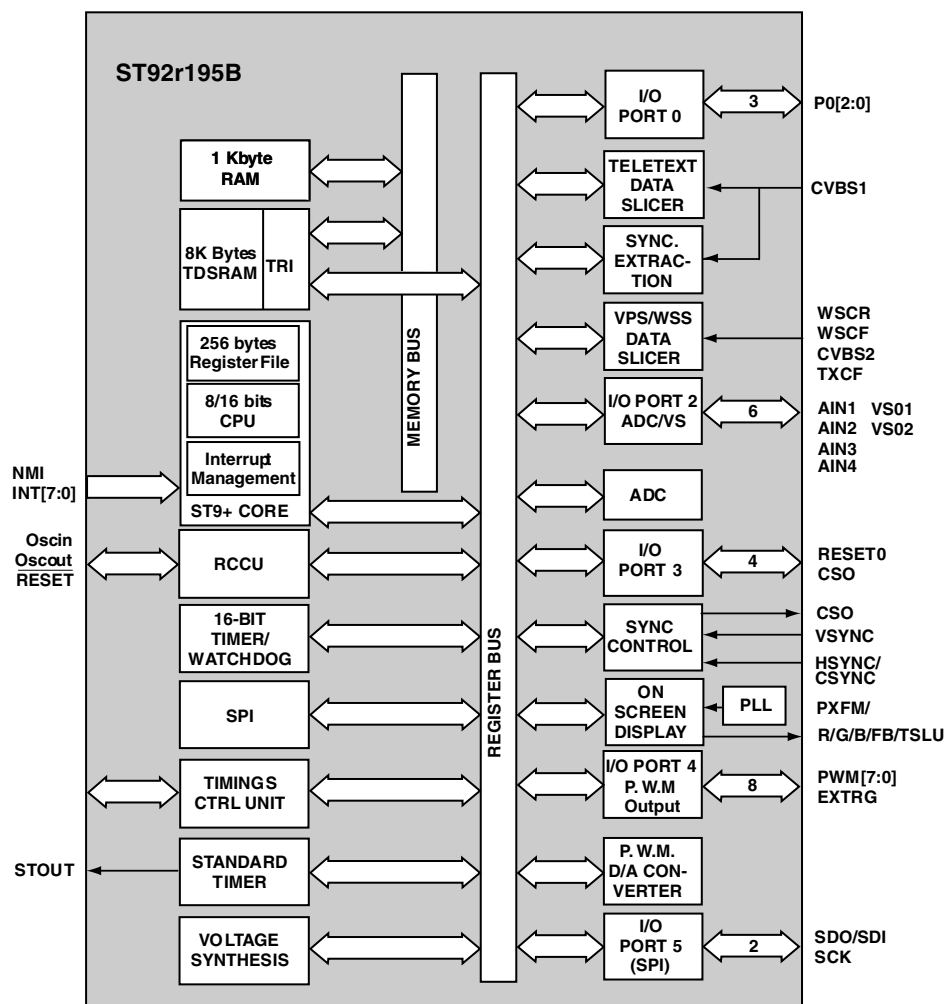 ST92r195B
1 Kbyte
RAM
8K Bytes
TDSRAM
TRI
256 bytes
Register File
8/16 bits
CPU
Interrupt
Management
ST9+ CORE
NMI
INT[7:0]
Oscin
Oscout
RESET
RCCU
16-BIT
TIMER/
WATCHDOG
SPI
TIMINGS
CTRL UNIT
STOUT
STANDARD
TIMER
VOLTAGE
SYNTHESIS
MEMORY BUS
REGISTER BUS
I/O
PORT 0
3
P0[2:0]
TELETEXT
DATA
SLICER
CVBS1
SYNC.
EXTRAC-
TION
VPS/WSS
DATA
SLICER
WSCR
WSCF
CVBS2
TXCF
I/O PORT 2
ADC/VS
6
AIN1 VS01
AIN2 VS02
AIN3
AIN4
ADC
I/O
PORT 3
4
RESET0
CSO
SYNC
CONTROL
CSO
VSYNC
HSYNC/
CSYNC
ON
SCREEN
DISPLAY
PLL
PXFM/
R/G/B/FB/TSLU
I/O PORT 4
P. W.M
Output
8
PWM[7:0]
EXTRG
P. W.M.
D/A CON-
VERTER
I/O
PORT 5
(SPI)
2
SDO/SDI
SCK